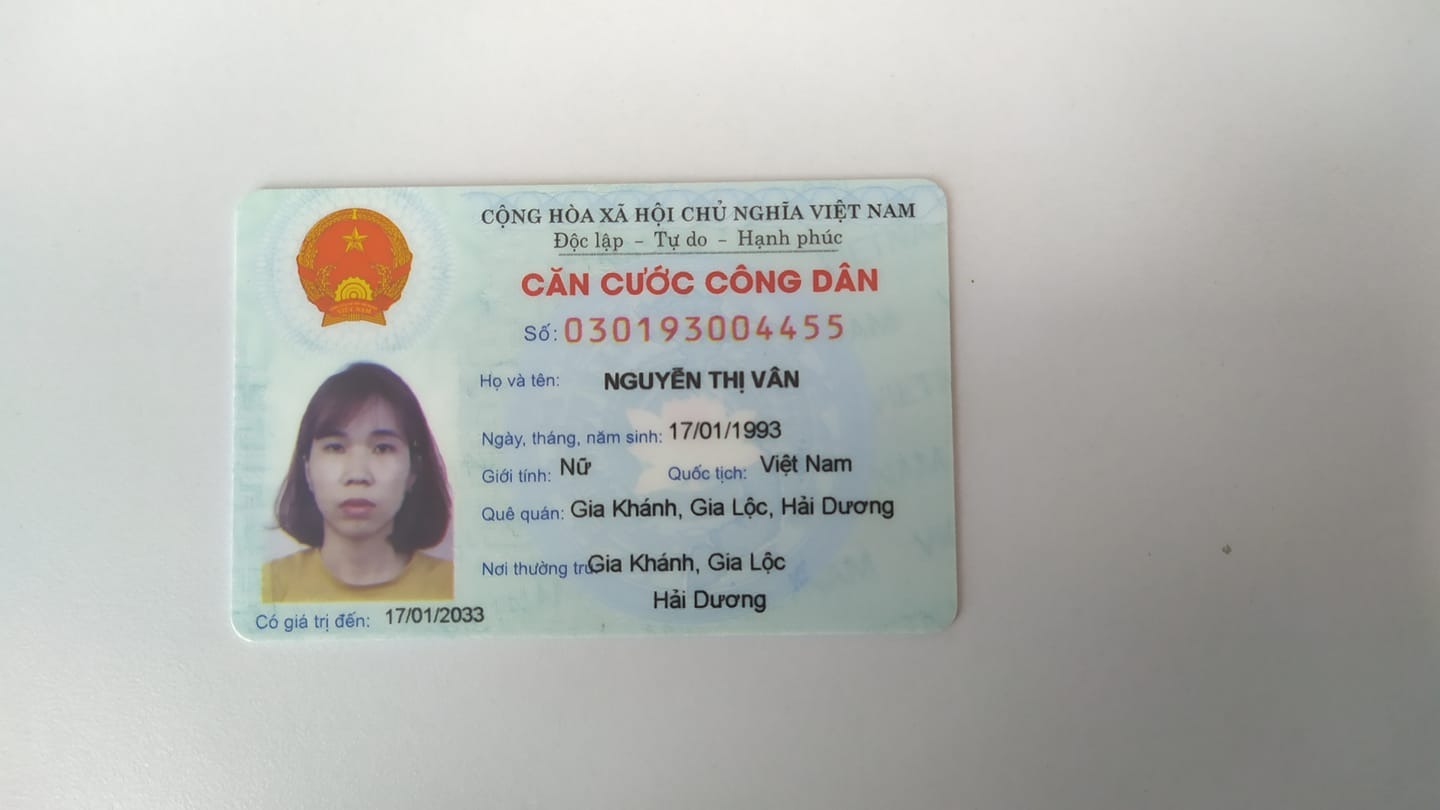 CỘNG HÒA XÃ HỘI CHỦ NGHĨA VIỆT NAM
Độc lập – Tự do – Hạnh phúc
CĂN CƯỚC CÔNG DÂN
Số: 030193004455
Họ và tên: NGUYỄN THỊ VÂN
Ngày, tháng, năm sinh: 17/01/1993
Giới tính: Nữ Quốc tịch: Việt Nam
Quê quán: Gia Khánh, Gia Lộc, Hải Dương
Nơi thường trú: Gia Khánh, Gia Lộc
Hải Dương
Có giá trị đến: 17/01/2033